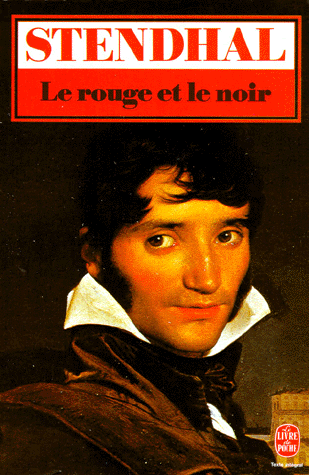 STENDHAL
Le rouge et le noir
LE LIVRE
de
POCHE
Texte intégral